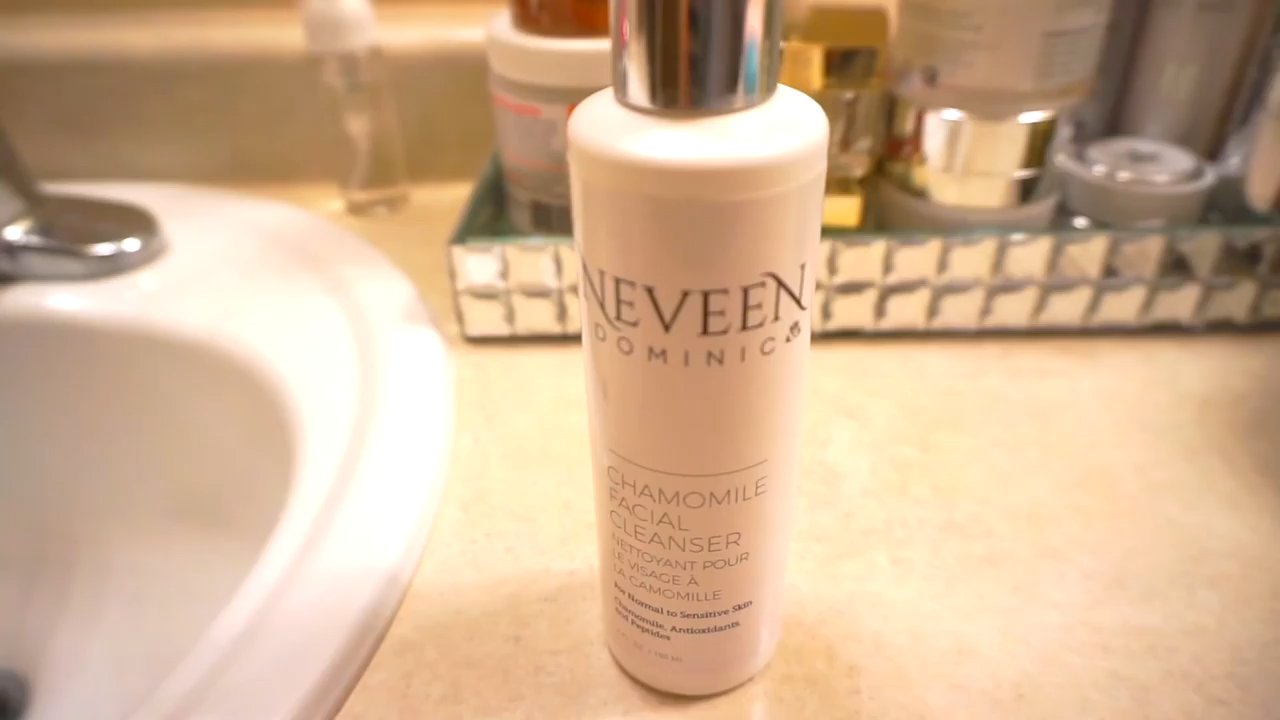 NEVEEN
DOMINIC
CHAMOMILE
FACIAL
CLEANSER
NETTOYANT POUR
LE VISAGE À
LA CAMOMILLE
For Normal to Sensitive Skin
Chamomile, Antioxidants
and Peptides